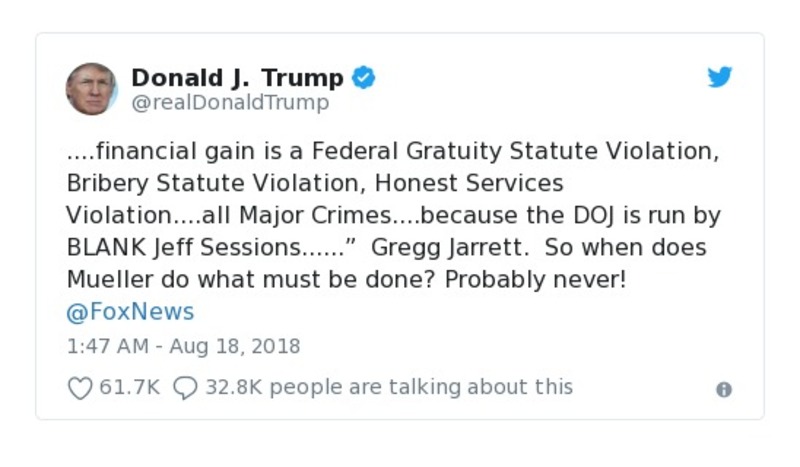 Donald J. Trump
@realDonaldTrump
....financial gain is a Federal Gratuity Statute Violation,
Bribery Statute Violation, Honest Services
Violation....all Major Crimes....because the DOJ is run by
BLANK Jeff Sessions......”  Gregg Jarrett.  So when does
Mueller do what must be done? Probably never!
@FoxNews
1:47 AM - Aug 18, 2018
61.7K 32.8K people are talking about this